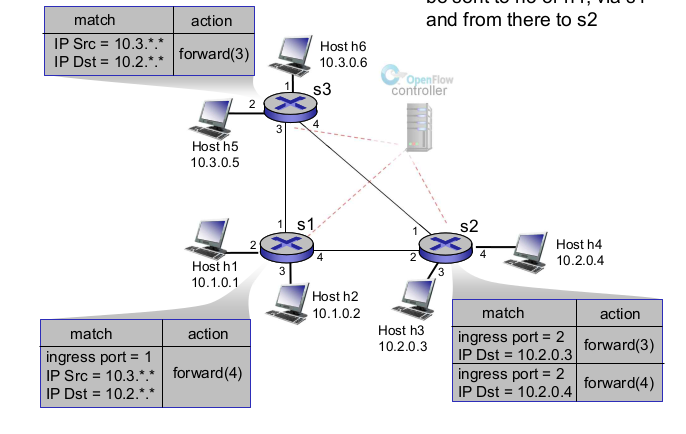 and from there to s2
match action
IP Src = 10.3.*.*
IP Dst = 10.2.*.*
forward(3)
Host h6
10.3.0.6
1
s3
2
3
4
OpenFlow
controller
Host h5
10.3.0.5
1
s1
2
3
4
Host h1
10.1.0.1
Host h2
10.1.0.2
s2
1
2
3
4
Host h4
10.2.0.4
Host h3
10.2.0.3
match action
ingress port = 1
IP Src = 10.3.*.*
IP Dst = 10.2.*.*
forward(4)
match action
ingress port = 2
IP Dst = 10.2.0.3
forward(3)
ingress port = 2
IP Dst = 10.2.0.4
forward(4)